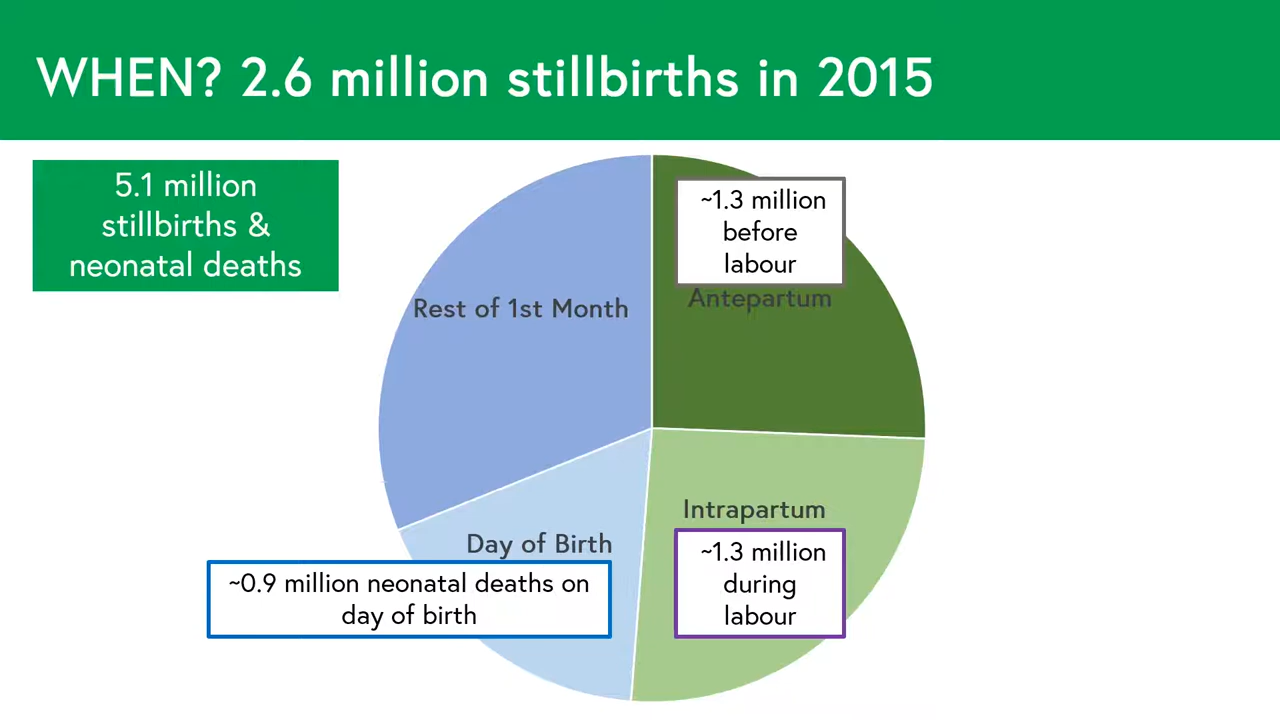 WHEN? 2.6 million stillbirths in 2015
5.1 million
stillbirths &
neonatal deaths
~1.3 million
before
labour
Antepartum
Rest of 1st Month
Intrapartum
~1.3 million
during
labour
Day of Birth
~0.9 million neonatal deaths on
day of birth